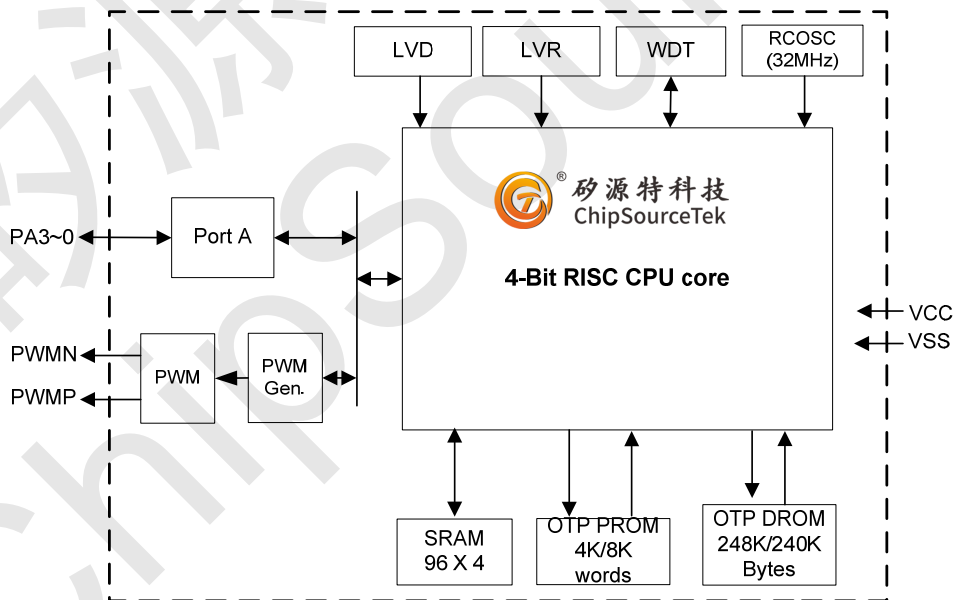 LVD
LVR
WDT
RCOSC
(32MHz)
®
矽源特科技
ChipSourceTek
4-Bit RISC CPU core
PA3~0
Port A
PWMN
PWMP
PWM
PWM
Gen.
VCC
VSS
SRAM
96 X 4
OTP PROM
4K/8K
words
OTP DROM
248K/240K
Bytes
ChipSour